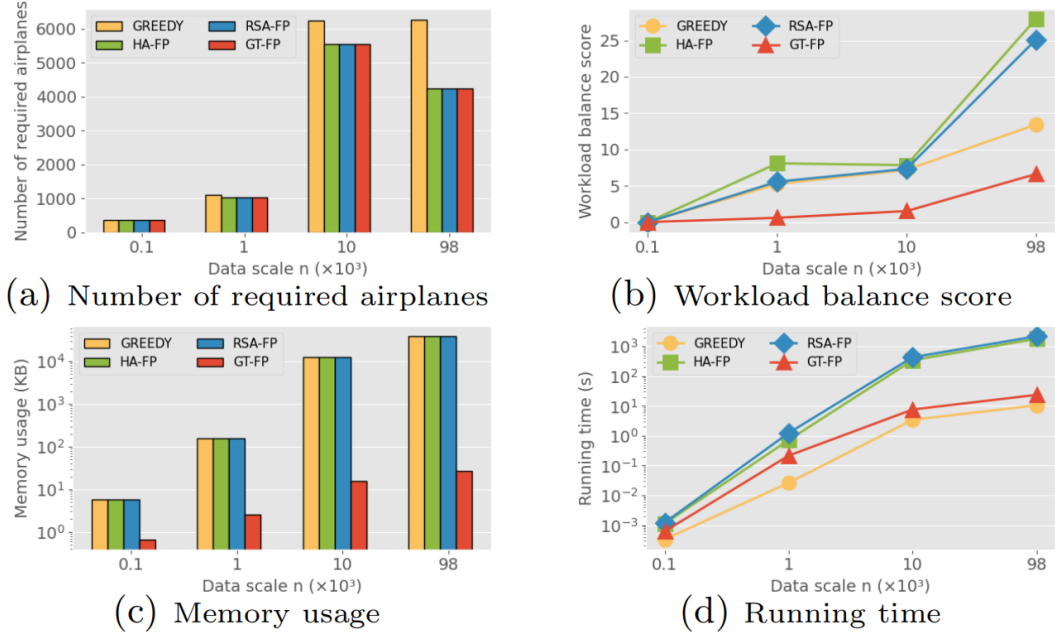 Number of required airplanes
6000
5000
4000
3000
2000
1000
0
GREEDY
HA-FP
RSA-FP
GT-FP
0.1
1
10
98
Data scale n (×10³)
(a) Number of required airplanes
Workload balance score
25
20
15
10
5
0
GREEDY
HA-FP
RSA-FP
GT-FP
0.1
1
10
98
Data scale n (×10³)
(b) Workload balance score
Memory usage (KB)
10⁴
10³
10²
10¹
10⁰
GREEDY
HA-FP
RSA-FP
GT-FP
0.1
1
10
98
Data scale n (×10³)
(c) Memory usage
Running time (s)
10³
10²
10¹
10⁰
10⁻¹
10⁻²
10⁻³
GREEDY
HA-FP
RSA-FP
GT-FP
0.1
1
10
98
Data scale n (×10³)
(d) Running time